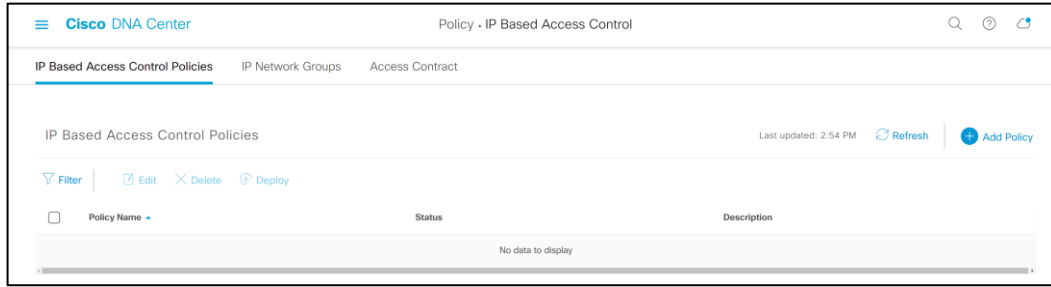 Cisco DNA Center Policy • IP Based Access Control
IP Based Access Control Policies IP Network Groups Access Contract
IP Based Access Control Policies Last updated: 2:54 PM Refresh Add Policy
Filter Edit Delete Deploy
Policy Name Status Description
No data to display